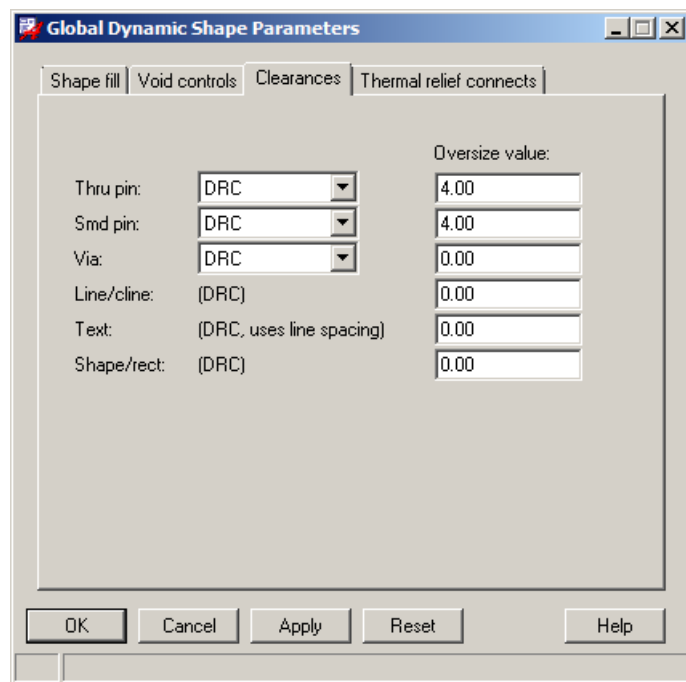 Global Dynamic Shape Parameters
Shape fill Void controls Clearances Thermal relief connects
Oversize value:
Thru pin: DRC 4.00
Smd pin: DRC 4.00
Via: DRC 0.00
Line/cline: (DRC) 0.00
Text: (DRC, uses line spacing) 0.00
Shape/rect: (DRC) 0.00
OK Cancel Apply Reset Help